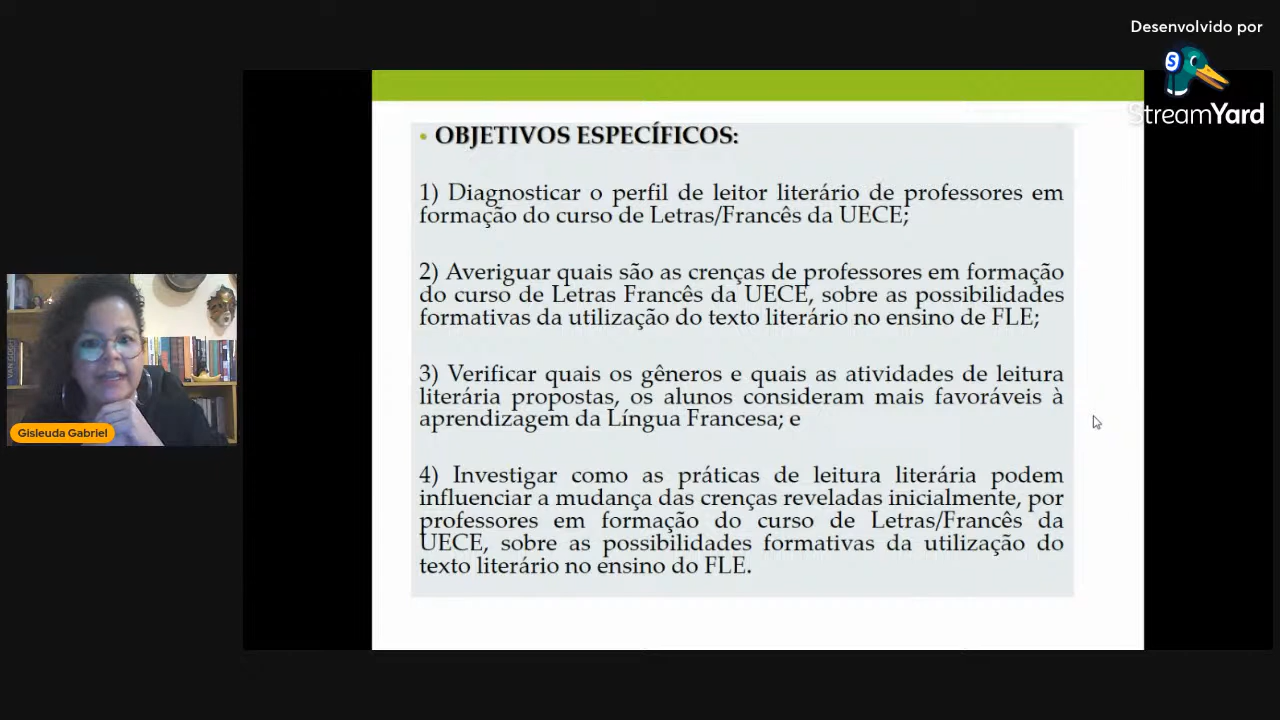 Desenvolvido por
StreamYard
• OBJETIVOS ESPECÍFICOS:
1) Diagnosticar o perfil de leitor literário de professores em
formação do curso de Letras/Francês da UECE;
2) Averiguar quais são as crenças de professores em formação
do curso de Letras Francês da UECE, sobre as possibilidades
formativas da utilização do texto literário no ensino de FLE;
3) Verificar quais os gêneros e quais as atividades de leitura
literária propostas, os alunos consideram mais favoráveis à
aprendizagem da Língua Francesa; e
4) Investigar como as práticas de leitura literária podem
influenciar a mudança das crenças reveladas inicialmente, por
professores em formação do curso de Letras/Francês da
UECE, sobre as possibilidades formativas da utilização do
texto literário no ensino do FLE.
VAN GOGH
Gisleuda Gabriel